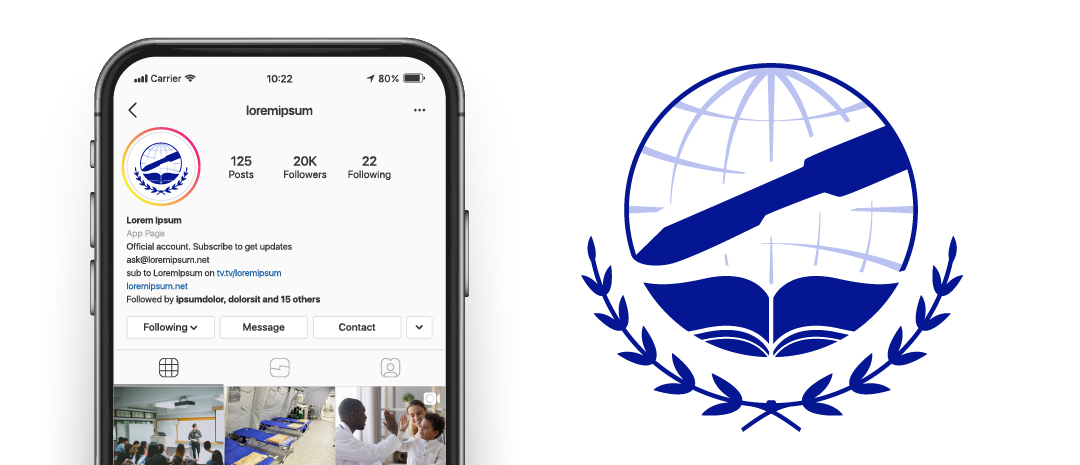 Carrier 10:22 80%
loremipsum
125 20K 22
Posts Followers Following
Lorem Ipsum
App Page
Official account. Subscribe to get updates
ask@loremipsum.net
sub to Loremipsum on tv.tv/loremipsum
loremipsum.net
Followed by ipsumdolor, dolorsit and 15 others
Following Message Contact